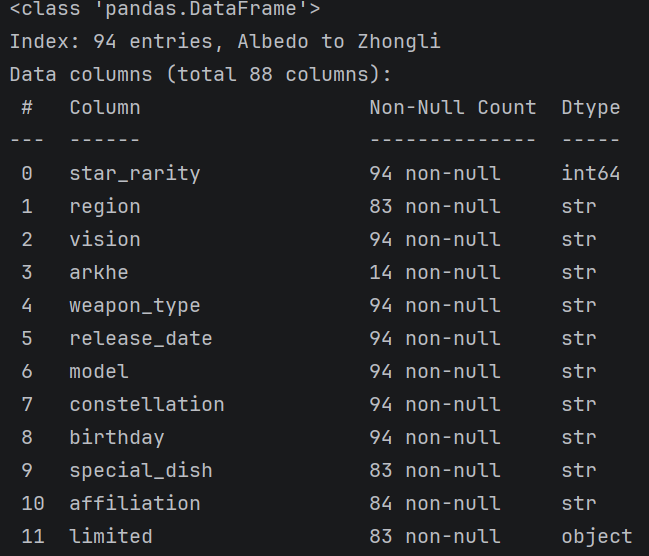 <class 'pandas.DataFrame'>
Index: 94 entries, Albedo to Zhongli
Data columns (total 88 columns):
 #   Column                   Non-Null Count  Dtype
---  ------                   --------------  -----
 0   star_rarity              94 non-null     int64
 1   region                   83 non-null     str
 2   vision                   94 non-null     str
 3   arkhe                    14 non-null     str
 4   weapon_type              94 non-null     str
 5   release_date             94 non-null     str
 6   model                    94 non-null     str
 7   constellation            94 non-null     str
 8   birthday                 94 non-null     str
 9   special_dish             83 non-null     str
 10  affiliation              84 non-null     str
 11  limited                  83 non-null     object